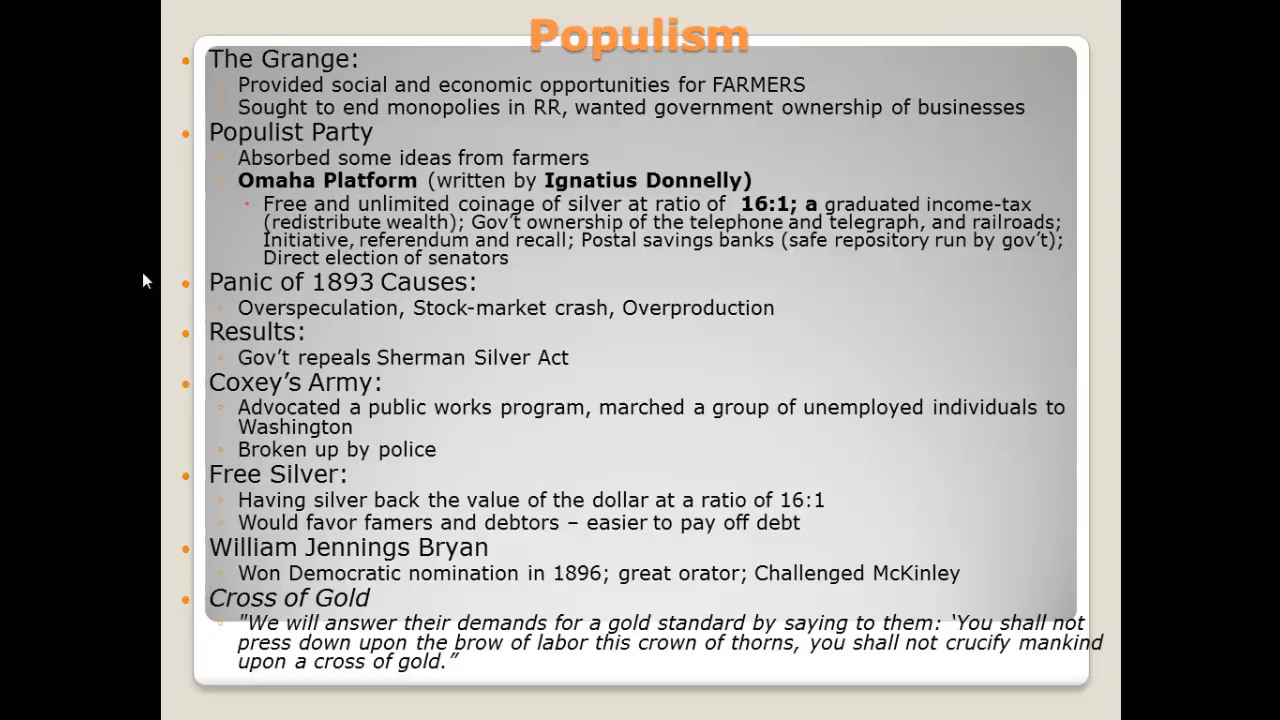 Populism
The Grange:
Provided social and economic opportunities for FARMERS
Sought to end monopolies in RR, wanted government ownership of businesses
Populist Party
Absorbed some ideas from farmers
Omaha Platform (written by Ignatius Donnelly)
Free and unlimited coinage of silver at ratio of 16:1; a graduated income-tax
(redistribute wealth); Gov't ownership of the telephone and telegraph, and railroads;
Initiative, referendum and recall; Postal savings banks (safe repository run by gov't);
Direct election of senators
Panic of 1893 Causes:
Overspeculation, Stock-market crash, Overproduction
Results:
Gov't repeals Sherman Silver Act
Coxey's Army:
Advocated a public works program, marched a group of unemployed individuals to
Washington
Broken up by police
Free Silver:
Having silver back the value of the dollar at a ratio of 16:1
Would favor famers and debtors – easier to pay off debt
William Jennings Bryan
Won Democratic nomination in 1896; great orator; Challenged McKinley
Cross of Gold
"We will answer their demands for a gold standard by saying to them: ‘You shall not
press down upon the brow of labor this crown of thorns, you shall not crucify mankind
upon a cross of gold.”